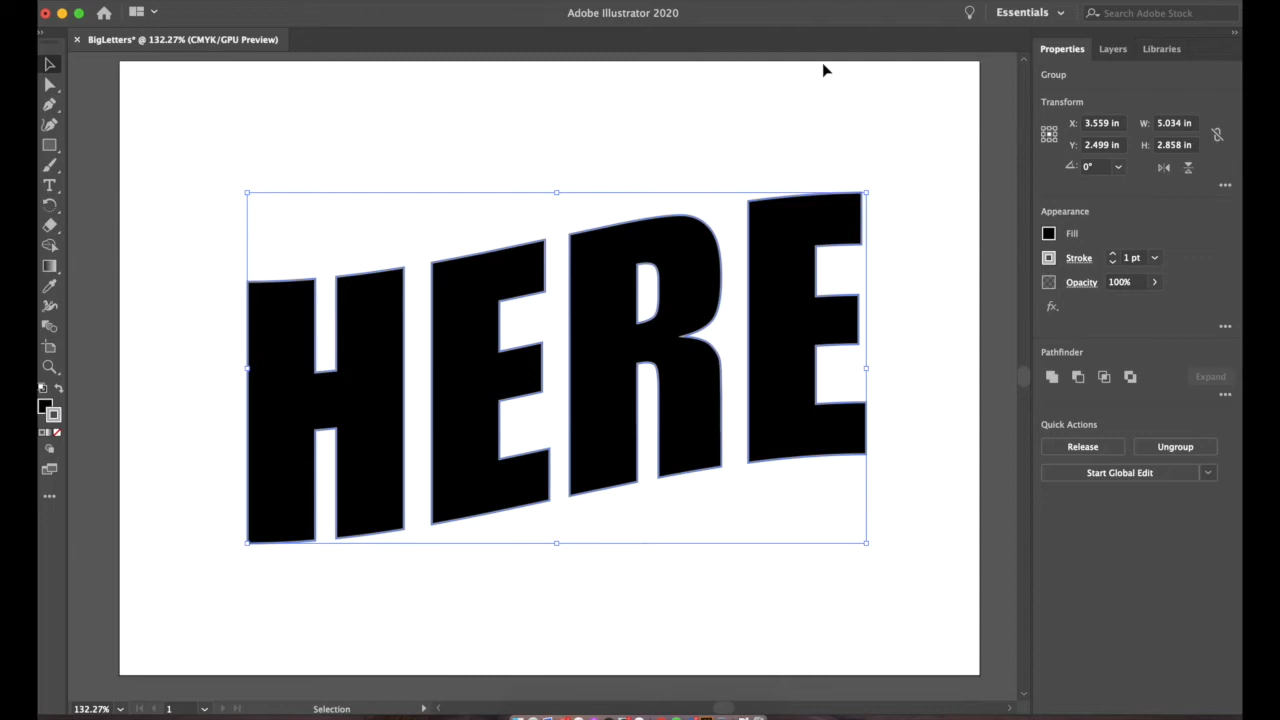 Adobe Illustrator 2020
Essentials
Search Adobe Stock
× BigLetters* @ 132.27% (CMYK/GPU Preview)
Properties Layers Libraries
Group
Transform
X: 3.559 in W: 5.034 in
Y: 2.499 in H: 2.858 in
0°
Appearance
Fill
Stroke 1 pt
Opacity 100%
fx.
Pathfinder
Expand
Quick Actions
Release Ungroup
Start Global Edit
HERE
132.27% 1 Selection